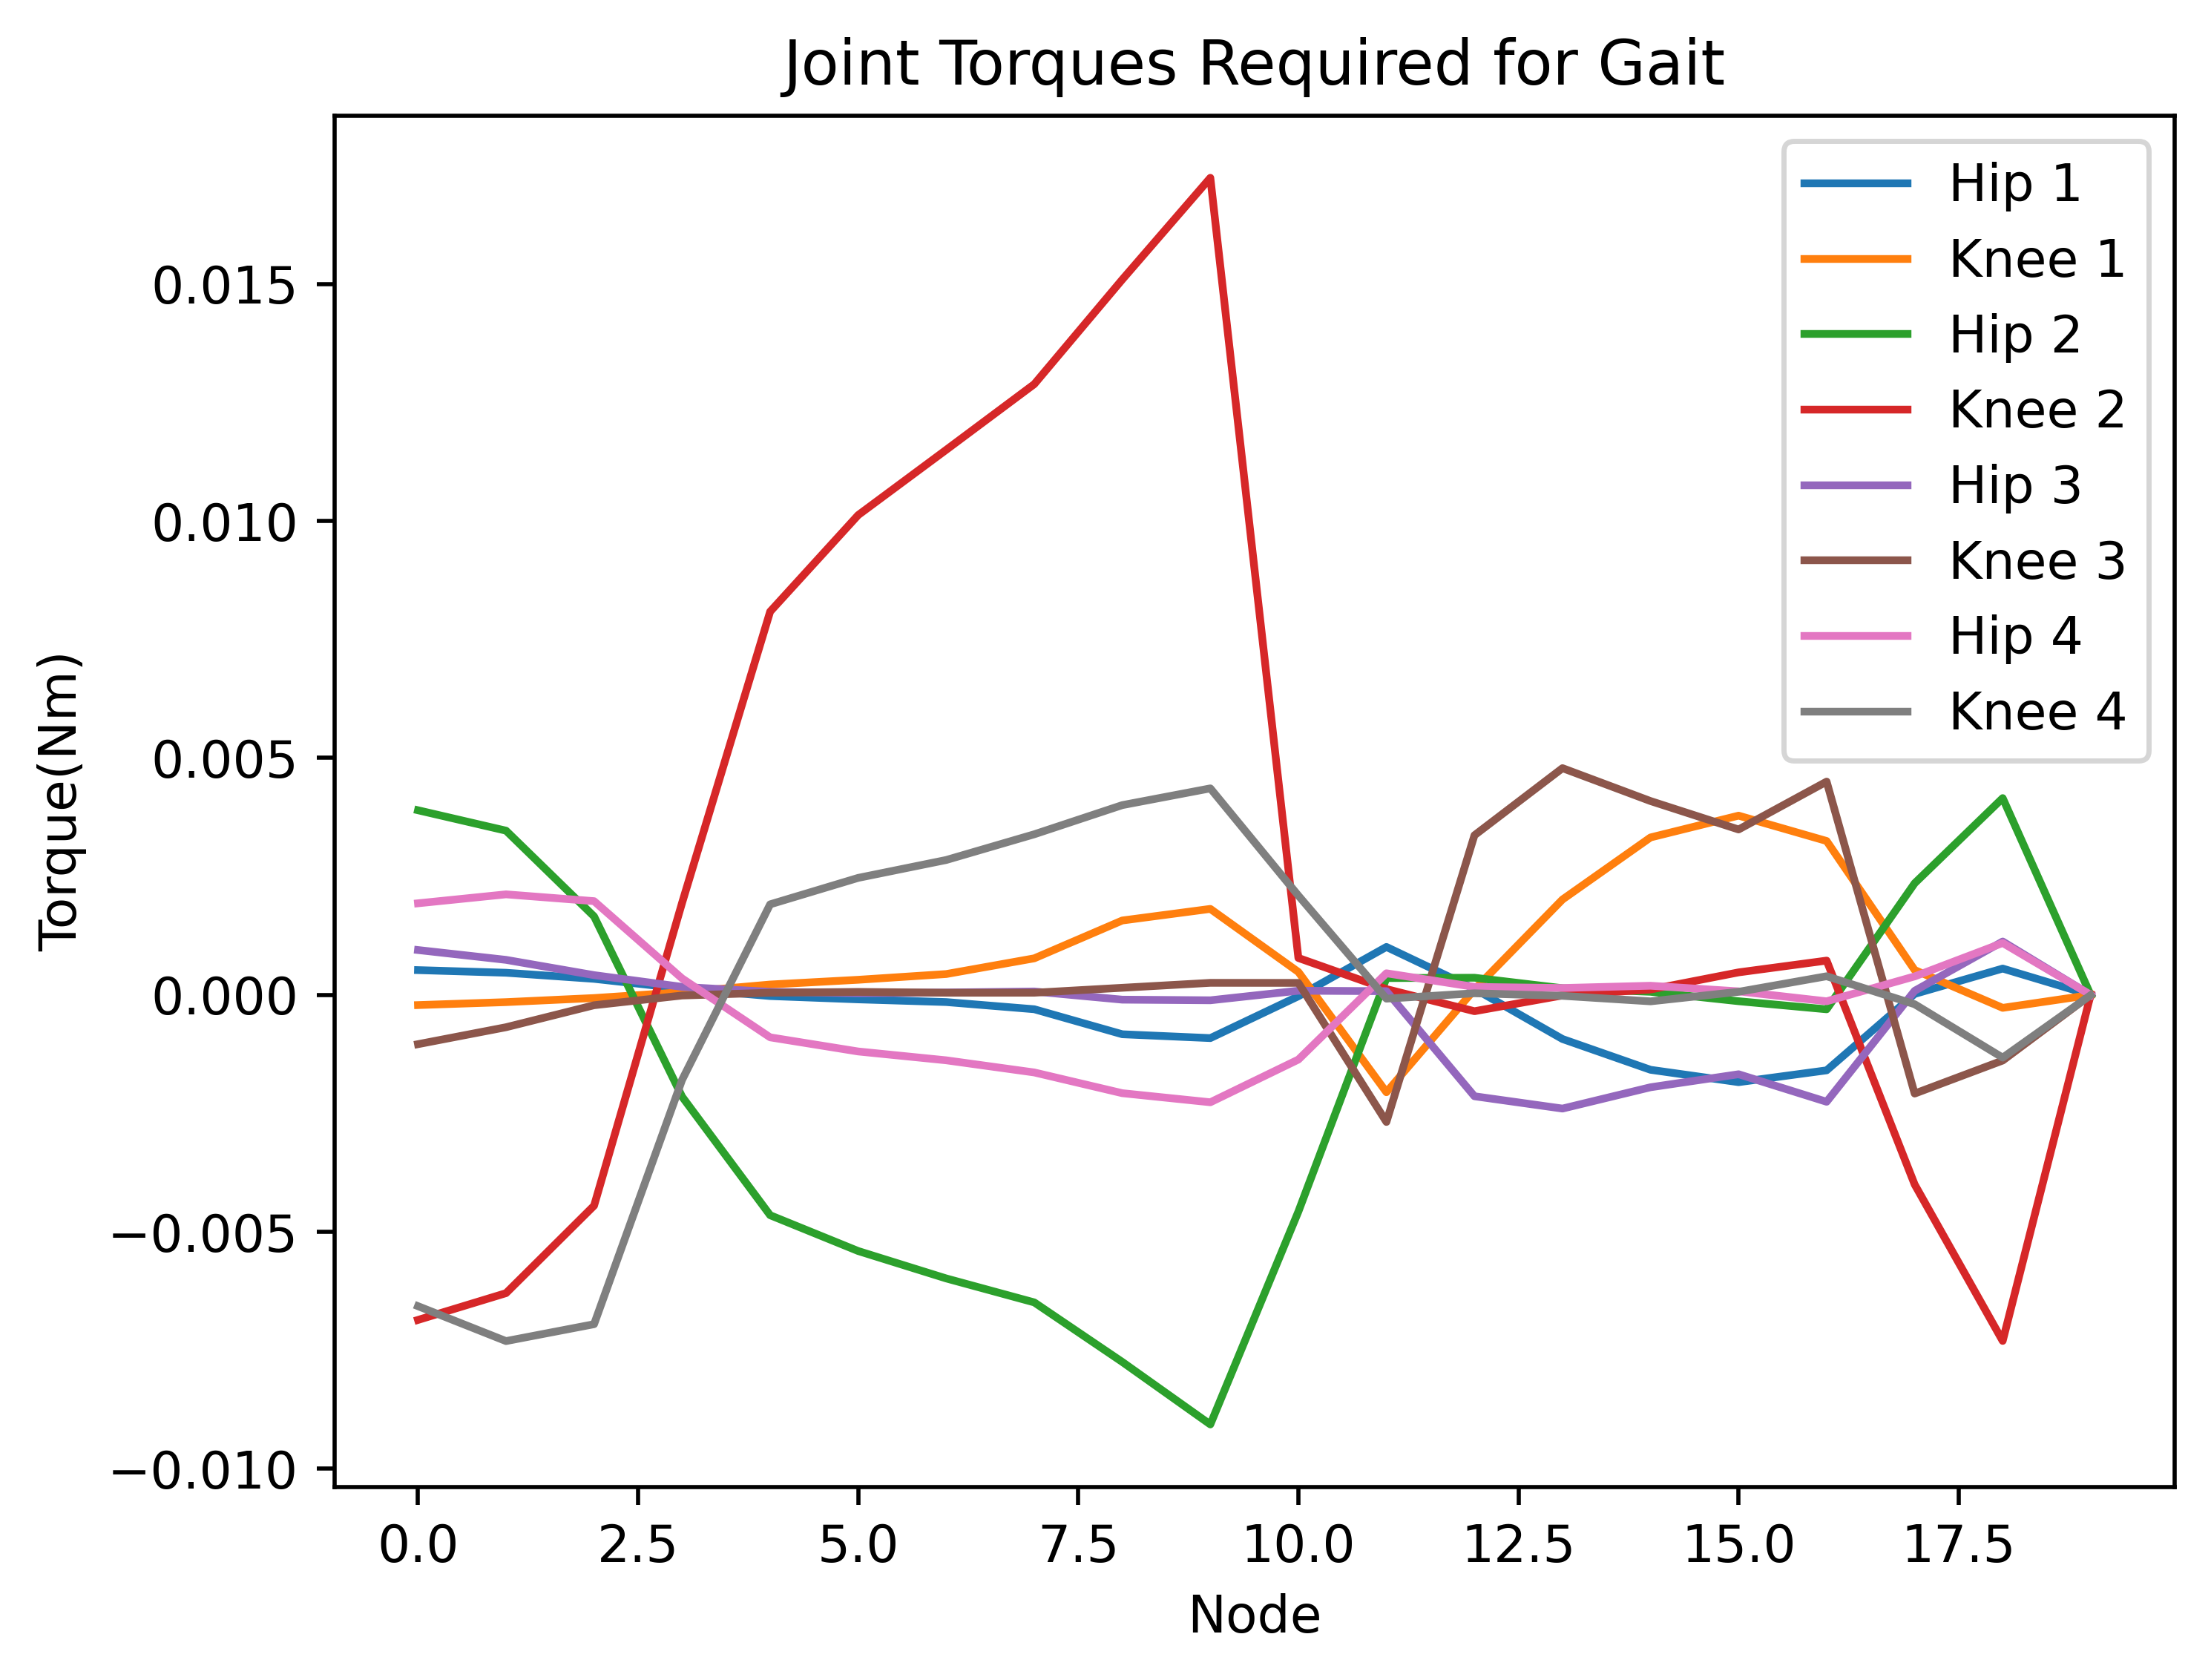 Joint Torques Required for Gait
Hip 1
Knee 1
Hip 2
Knee 2
Hip 3
Knee 3
Hip 4
Knee 4
Torque(Nm)
0.015
0.010
0.005
0.000
−0.005
−0.010
0.0 2.5 5.0 7.5 10.0 12.5 15.0 17.5
Node